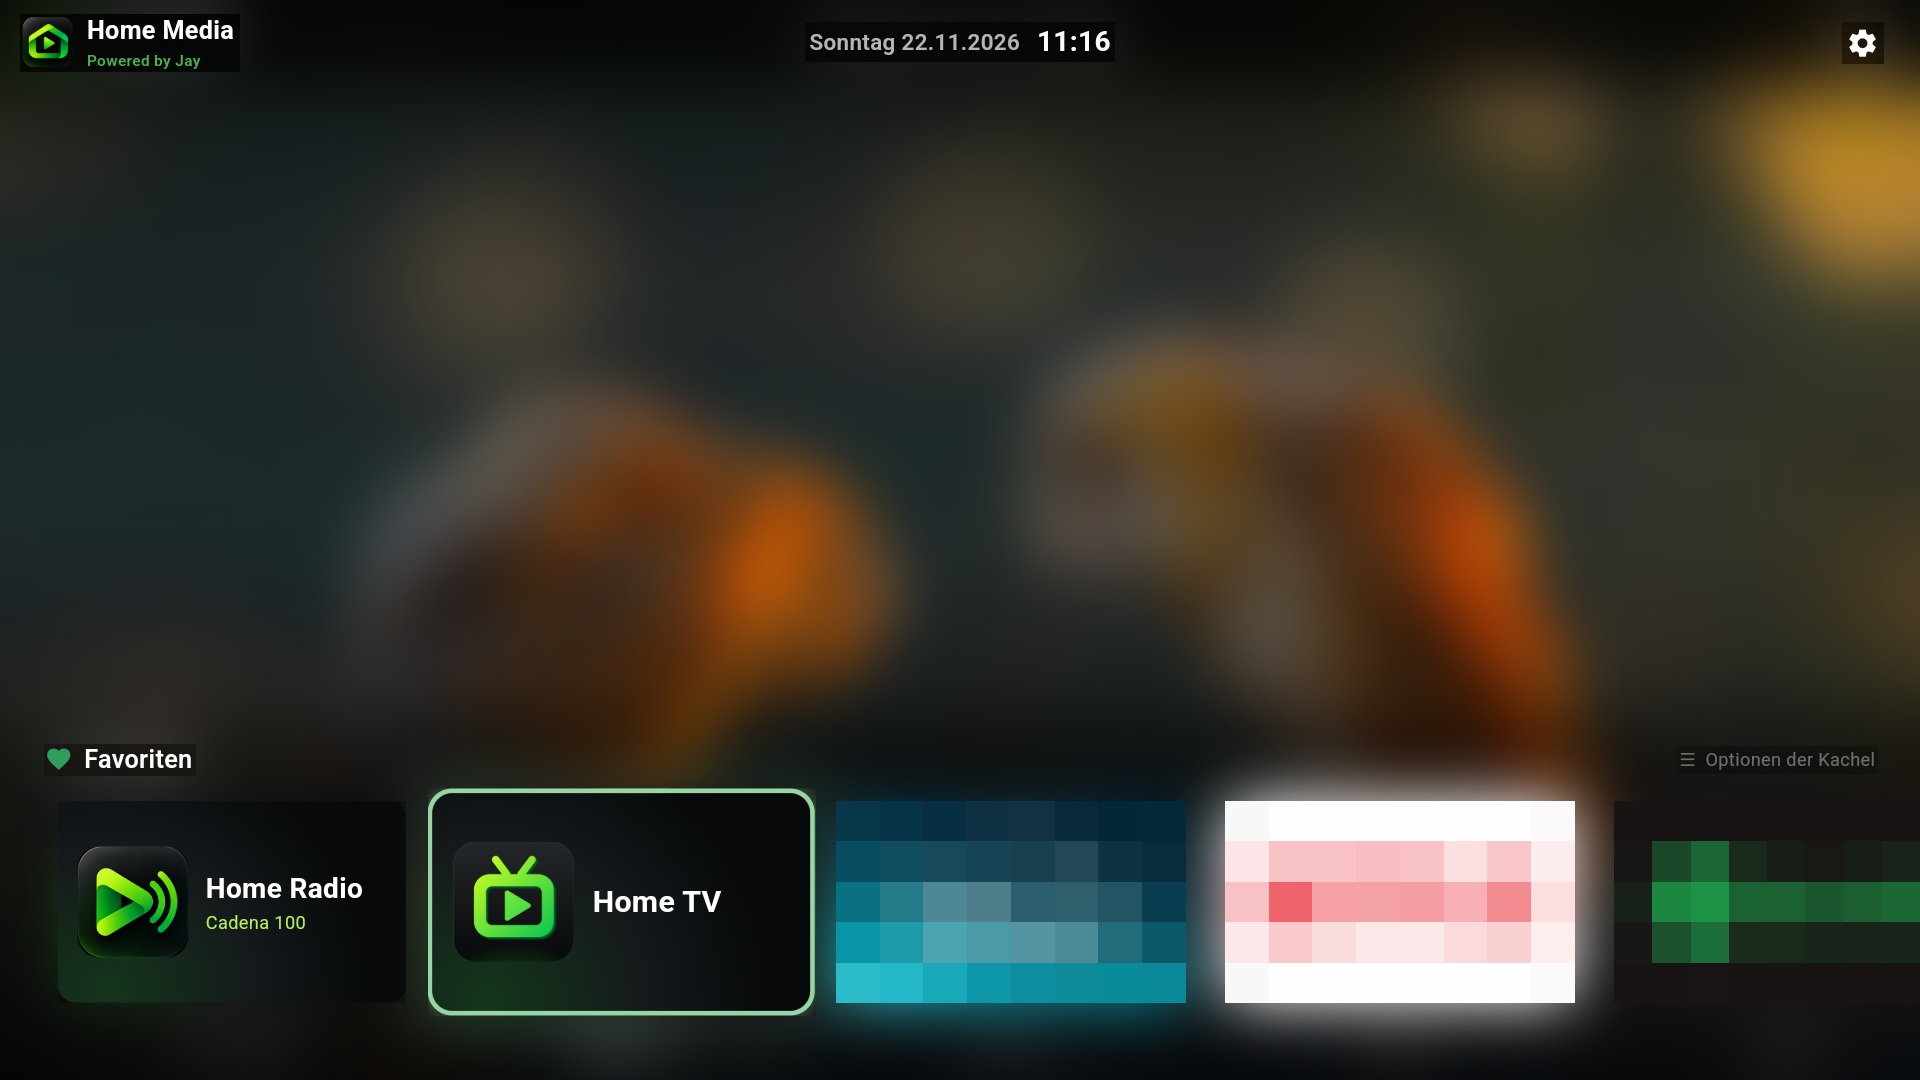 Home Media
Powered by Jay
Sonntag 22.11.2026 11:16
Favoriten
Optionen der Kachel
Home Radio
Cadena 100
Home TV